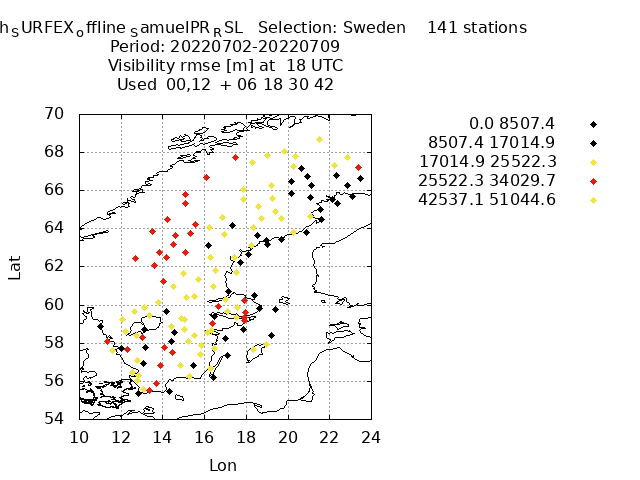 hSURFEXoffline SamuelPRRSL Selection: Sweden 141 stations
Period: 20220702-20220709
Visibility rmse [m] at 18 UTC
Used 00,12 + 06 18 30 42
0.0 8507.4
8507.4 17014.9
17014.9 25522.3
25522.3 34029.7
42537.1 51044.6
70
68
66
64
62
60
58
56
54
10 12 14 16 18 20 22 24
Lat
Lon